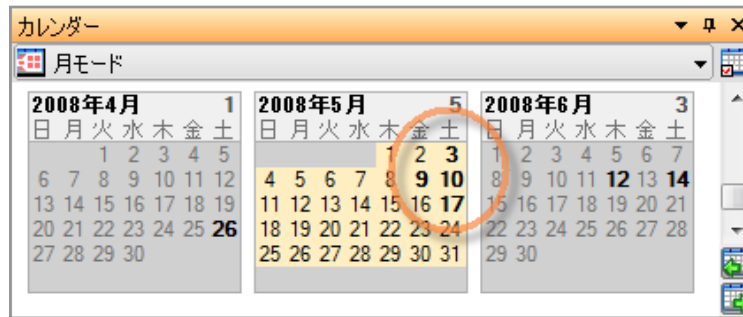 カレンダー
月モード
2008年4月 1
日 月 火 水 木 金 土
1 2 3 4 5
6 7 8 9 10 11 12
13 14 15 16 17 18 19
20 21 22 23 24 25 26
27 28 29 30
2008年5月 5
日 月 火 水 木 金 土
1 2 3
4 5 6 7 8 9 10
11 12 13 14 15 16 17
18 19 20 21 22 23 24
25 26 27 28 29 30 31
2008年6月 3
日 月 火 水 木 金 土
1 2 3 4 5 6 7
8 9 10 11 12 13 14
15 16 17 18 19 20 21
22 23 24 25 26 27 28
29 30